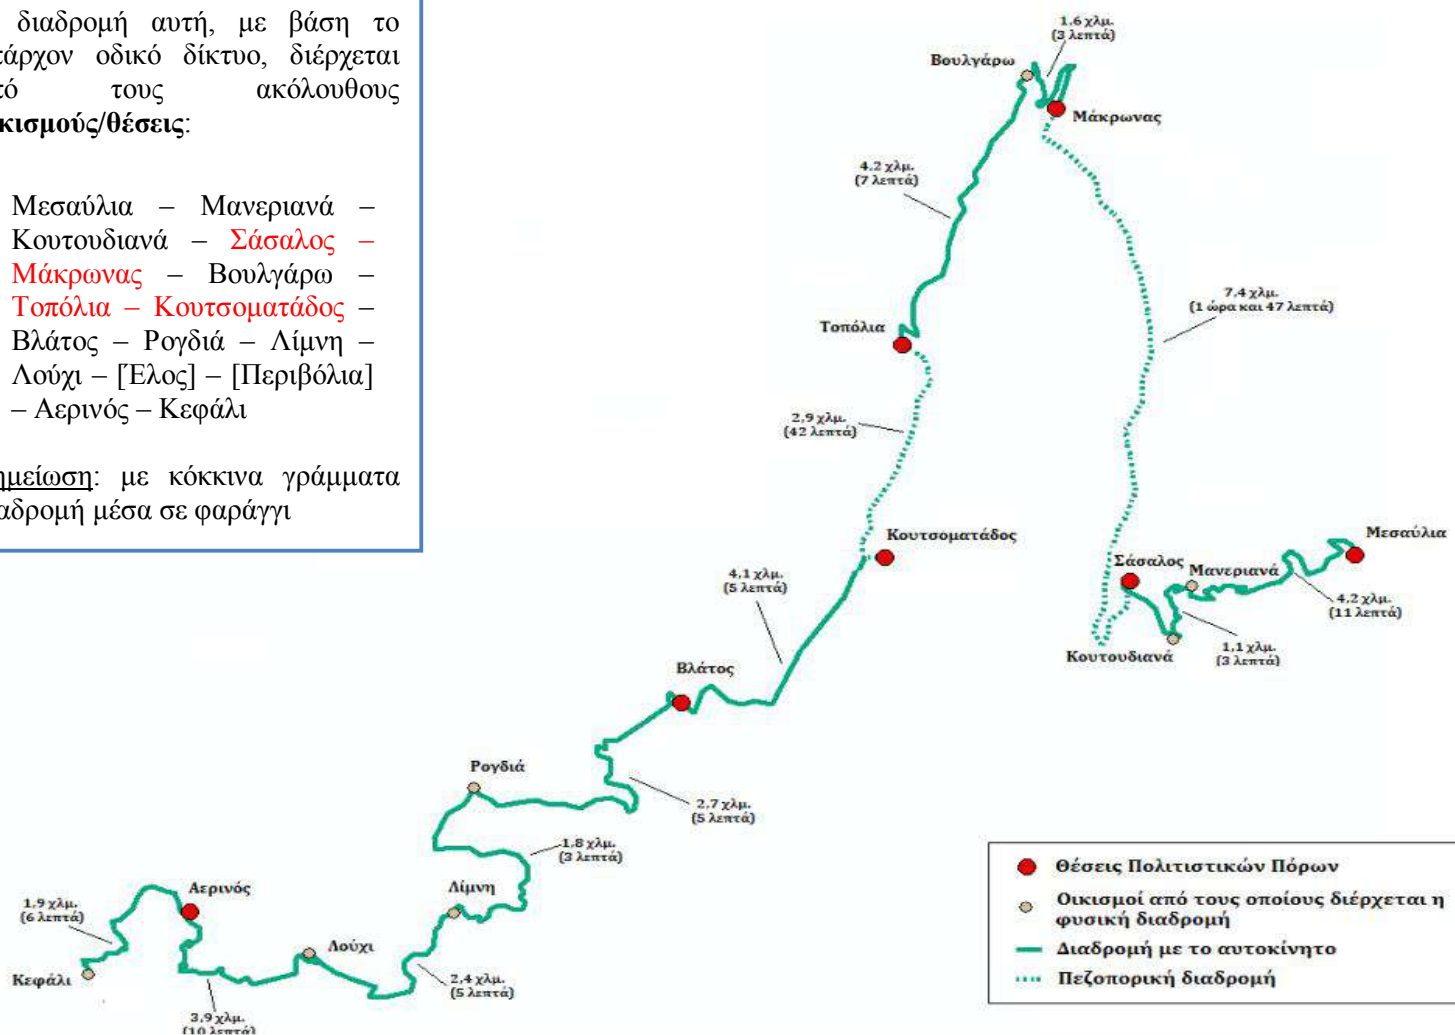 διαδρομή αυτή, με βάση το
οδικό δίκτυο, διέρχεται
τους ακόλουθους
Μεσαύλια – Μανεριανά –
Κουτουδιανά – Σάσαλος –
Μάκρωνας – Βουλγάρω –
Τοπόλια – Κουτσοματάδος –
Βλάτος – Ρογδιά – Λίμνη –
Λούχι – [Έλος] – [Περιβόλια]
– Αερινός – Κεφάλι
με κόκκινα γράμματα
μέσα σε φαράγγι
1.6 χλμ.
(3 λεπτά)
Βουλγάρω
Μάκρωνας
4.2 χλμ.
(7 λεπτά)
7.4 χλμ.
(1 ώρα και 47 λεπτά)
Τοπόλια
2,9 χλμ.
(42 λεπτά)
Κουτσοματάδος
Μεσαύλια
Σάσαλος
Μανεριανά
4,1 χλμ.
(5 λεπτά)
4,2 χλμ.
(11 λεπτά)
Κουτουδιανά
1,1 χλμ.
(3 λεπτά)
Βλάτος
Ρογδιά
2,7 χλμ.
(5 λεπτά)
1,8 χλμ.
(3 λεπτά)
Αερινός
Λίμνη
1,9 χλμ.
(6 λεπτά)
Λούχι
Κεφάλι
2,4 χλμ.
(5 λεπτά)
3,9 χλμ.
(10 λεπτά)
Θέσεις Πολιτιστικών Πόρων
Οικισμοί από τους οποίους διέρχεται η
φυσική διαδρομή
Διαδρομή με το αυτοκίνητο
Πεζοπορική διαδρομή